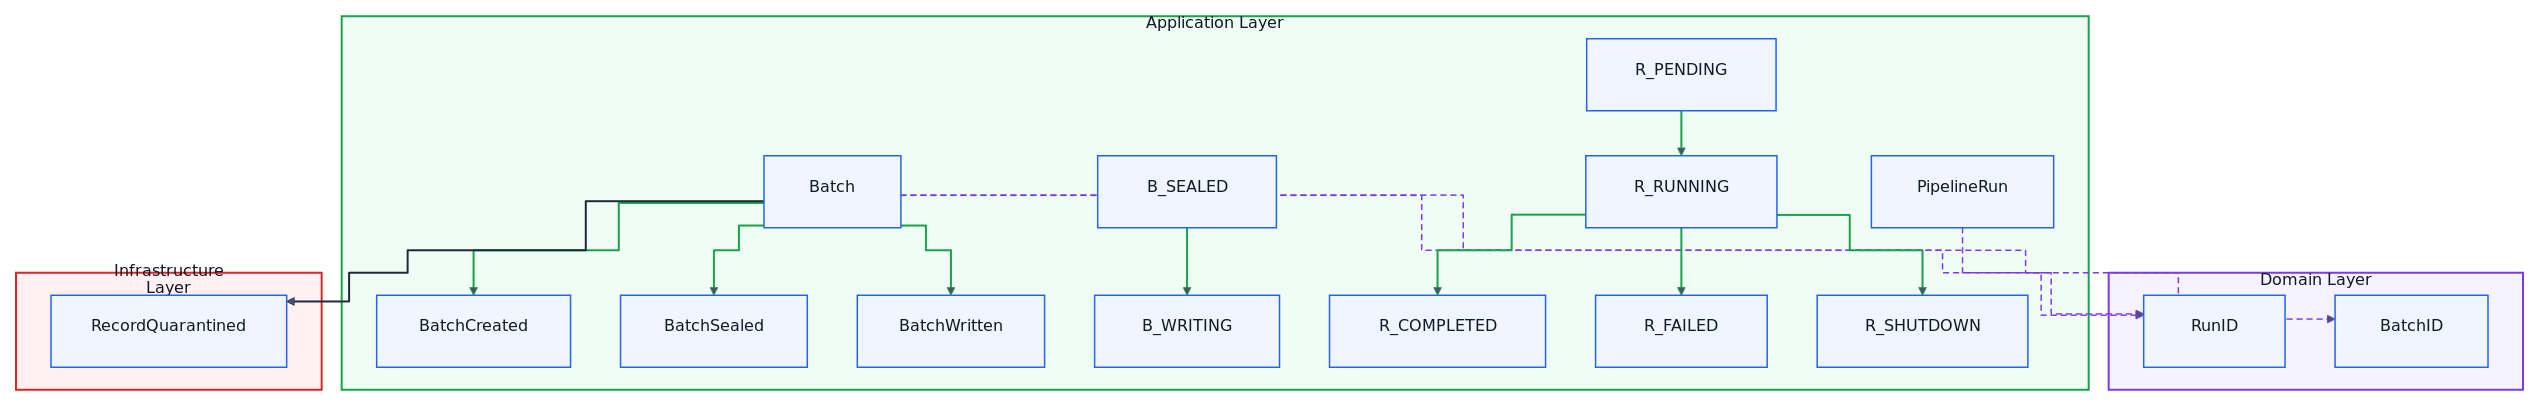 Application Layer
R_PENDING
Batch
B_SEALED
R_RUNNING
PipelineRun
Infrastructure
Layer
Domain Layer
RecordQuarantined
BatchCreated
BatchSealed
BatchWritten
B_WRITING
R_COMPLETED
R_FAILED
R_SHUTDOWN
RunID
BatchID